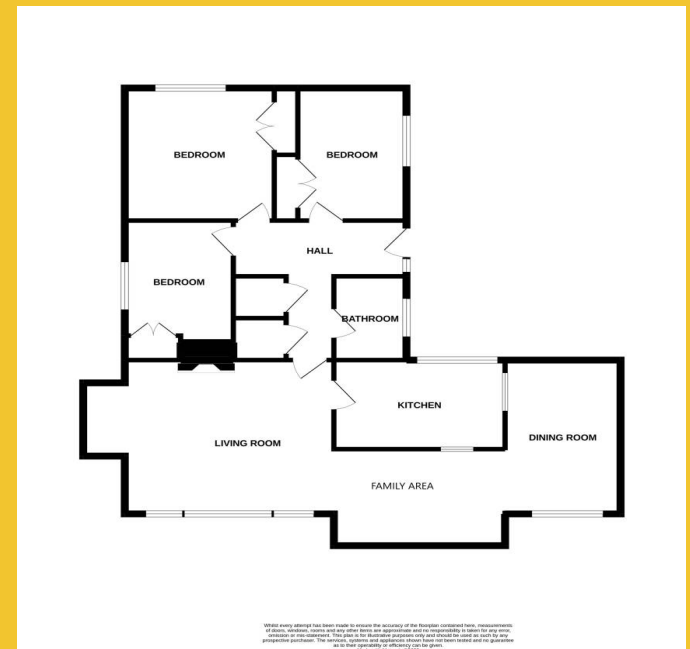 BEDROOM
BEDROOM
HALL
BEDROOM
BATHROOM
KITCHEN
LIVING ROOM
DINING ROOM
FAMILY AREA
Whilst every attempt has been made to ensure the accuracy of the floorplan contained here, measurements
of doors, windows, rooms and any other items are approximate and no responsibility is taken for any error,
omission or mis-statement. This plan is for illustrative purposes only and should be used as such by any
prospective purchaser. The services, systems and appliances shown have not been tested and no guarantee
as to their operability or efficiency can be given.